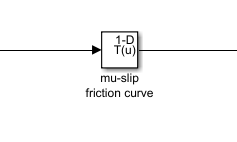 1-D
T(u)
mu-slip
friction curve